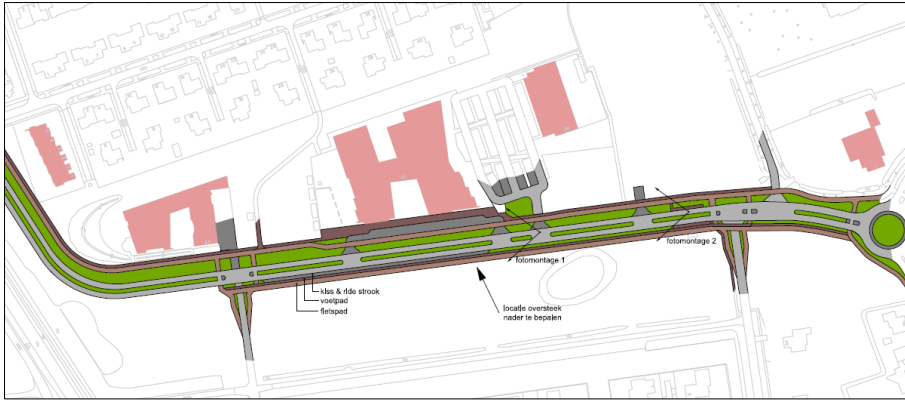 fotomontage 1
fotomontage 2
kiss & ride strook
voetpad
fietspad
locatie oversteek
nader te bepalen